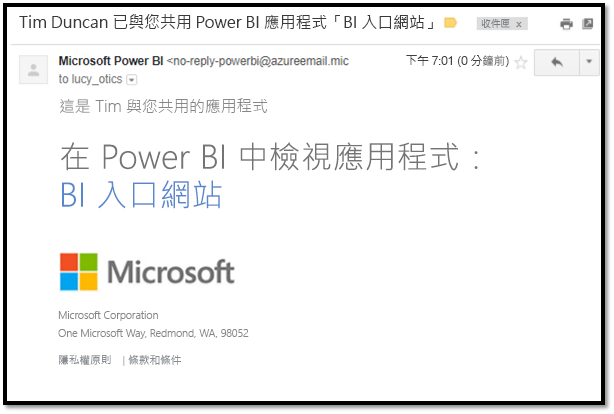 Tim Duncan 已與您共用 Power BI 應用程式「BI 入口網站」 收件匣 x
Microsoft Power BI <no-reply-powerbi@azureemail.mic 下午 7:01 (0 分鐘前)
to lucy_otics
這是 Tim 與您共用的應用程式
在 Power BI 中檢視應用程式：
BI 入口網站
Microsoft
Microsoft Corporation
One Microsoft Way, Redmond, WA, 98052
隱私權原則 | 條款和條件